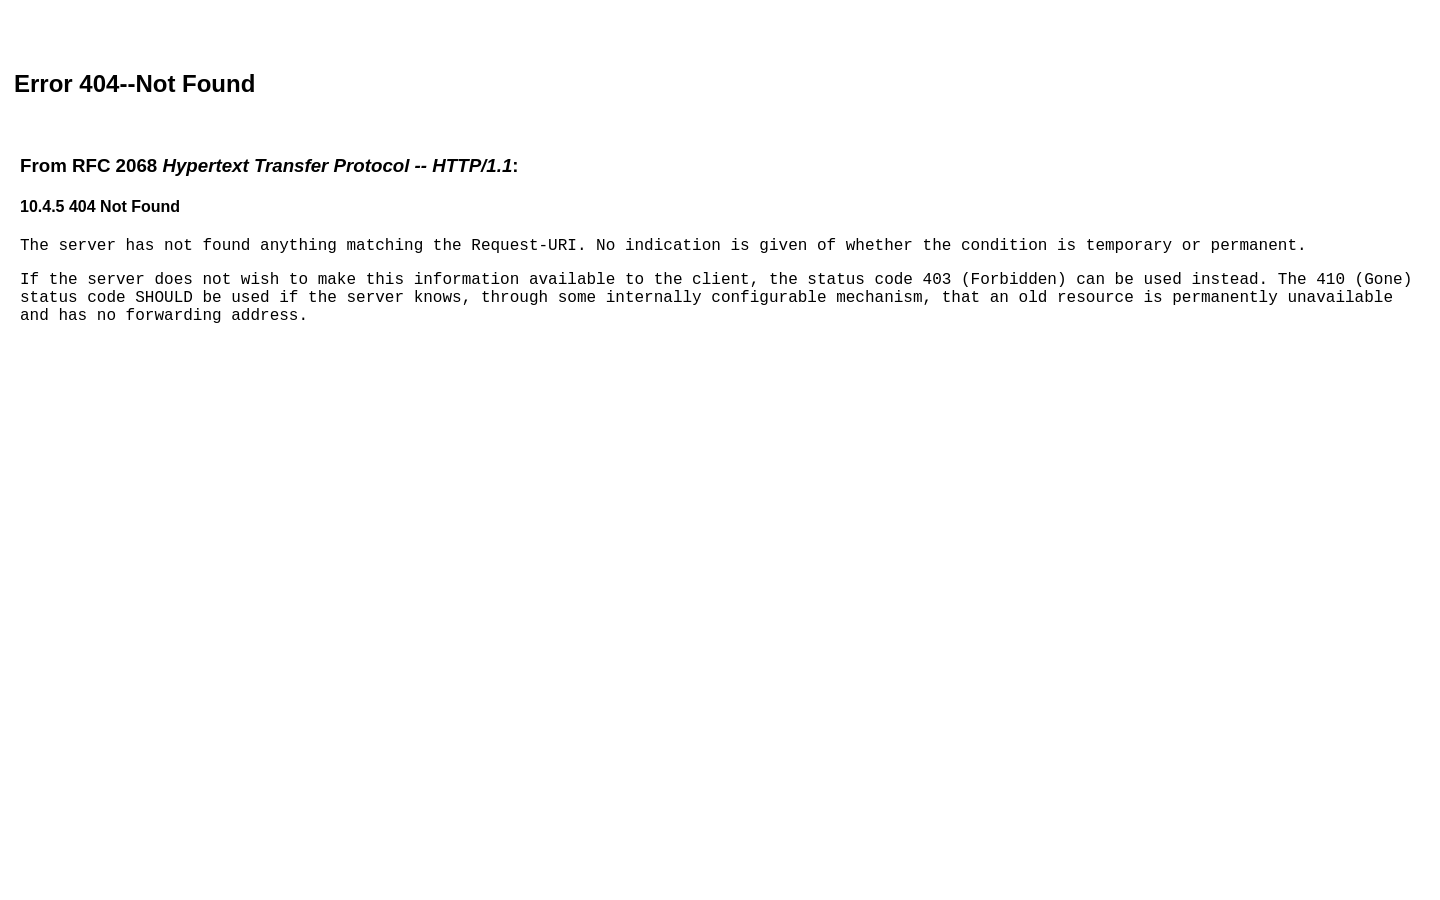 Error 404--Not Found
From RFC 2068 Hypertext Transfer Protocol -- HTTP/1.1:
10.4.5 404 Not Found
The server has not found anything matching the Request-URI. No indication is given of whether the condition is temporary or permanent.
If the server does not wish to make this information available to the client, the status code 403 (Forbidden) can be used instead. The 410 (Gone)
status code SHOULD be used if the server knows, through some internally configurable mechanism, that an old resource is permanently unavailable
and has no forwarding address.